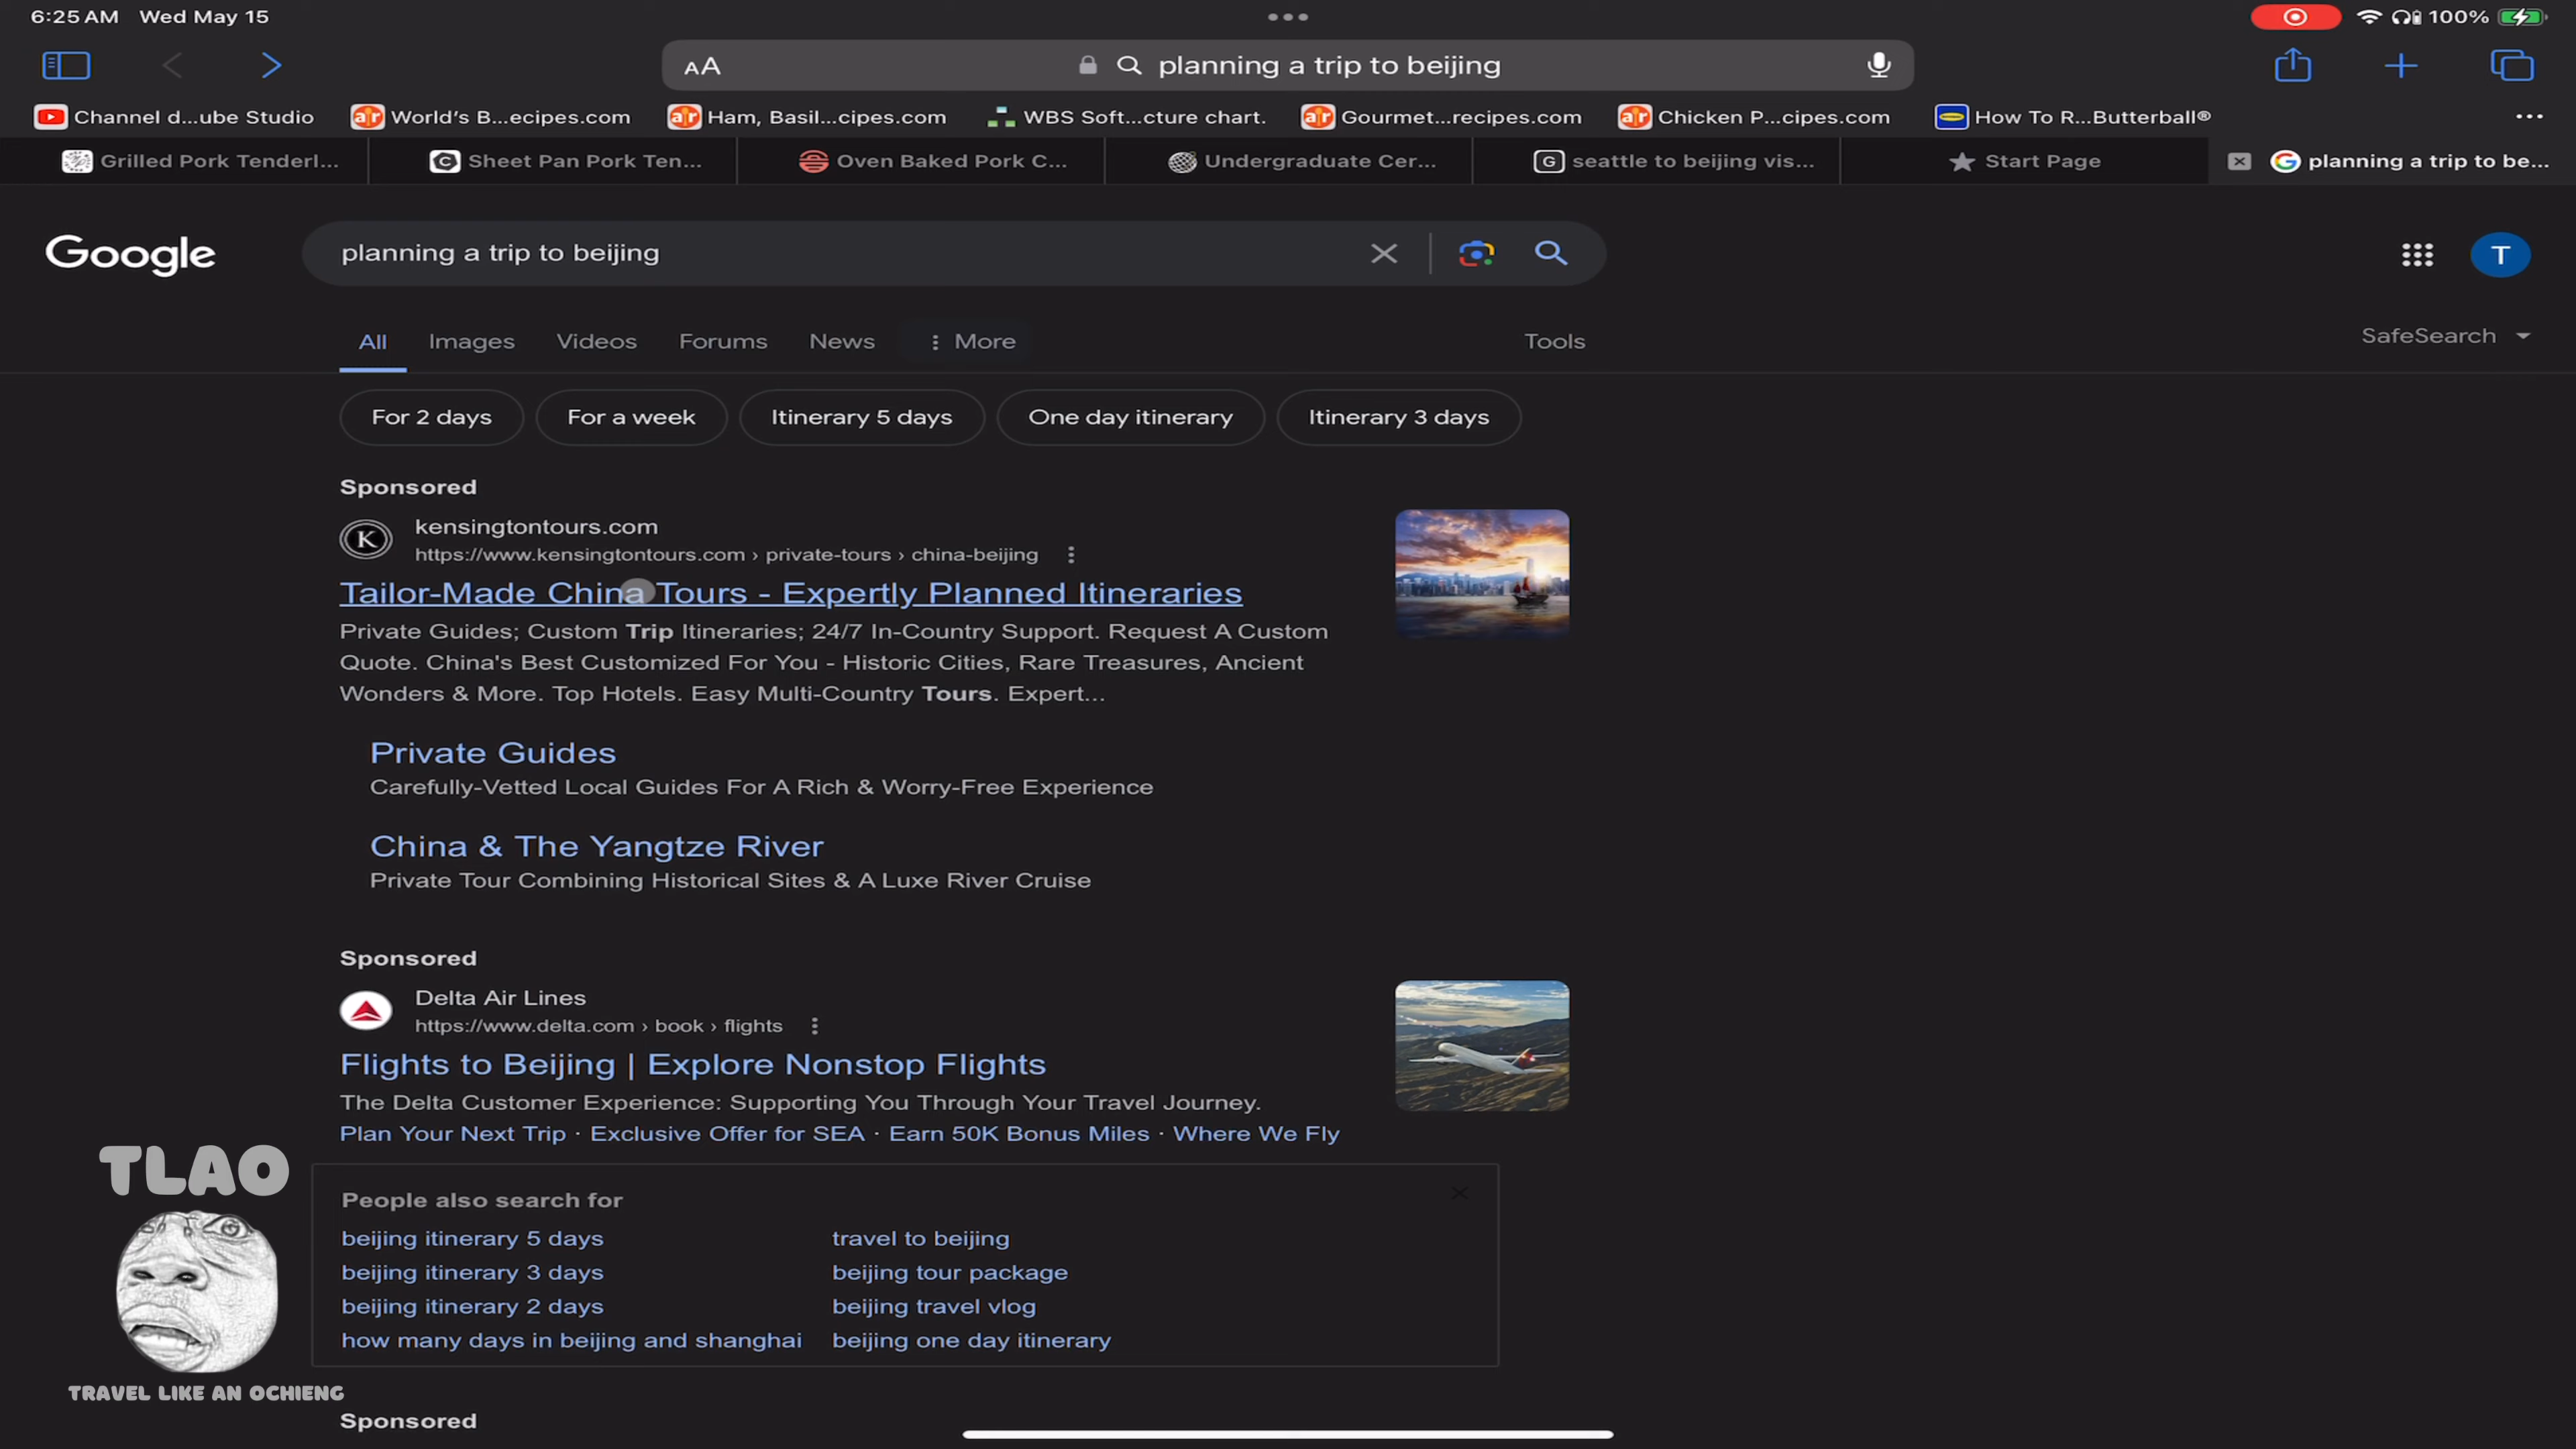 6:25 AM Wed May 15
100%
AA planning a trip to beijing
Channel d...ube Studio World's B...ecipes.com Ham, Basil...cipes.com WBS Soft...cture chart. Gourmet...recipes.com Chicken P...cipes.com How To R...Butterball®
Grilled Pork Tenderl... Sheet Pan Pork Ten... Oven Baked Pork C... Undergraduate Cer... seattle to beijing vis... Start Page planning a trip to be...
Google planning a trip to beijing T
All Images Videos Forums News More Tools SafeSearch
For 2 days For a week Itinerary 5 days One day itinerary Itinerary 3 days
Sponsored
K kensingtontours.com
https://www.kensingtontours.com › private-tours › china-beijing
Tailor-Made China Tours - Expertly Planned Itineraries
Private Guides; Custom Trip Itineraries; 24/7 In-Country Support. Request A Custom
Quote. China's Best Customized For You - Historic Cities, Rare Treasures, Ancient
Wonders & More. Top Hotels. Easy Multi-Country Tours. Expert...
Private Guides
Carefully-Vetted Local Guides For A Rich & Worry-Free Experience
China & The Yangtze River
Private Tour Combining Historical Sites & A Luxe River Cruise
Sponsored
Delta Air Lines
https://www.delta.com › book › flights
Flights to Beijing | Explore Nonstop Flights
The Delta Customer Experience: Supporting You Through Your Travel Journey.
Plan Your Next Trip · Exclusive Offer for SEA · Earn 50K Bonus Miles · Where We Fly
TLAO
People also search for
beijing itinerary 5 days travel to beijing
beijing itinerary 3 days beijing tour package
beijing itinerary 2 days beijing travel vlog
how many days in beijing and shanghai beijing one day itinerary
TRAVEL LIKE AN OCHIENG
Sponsored